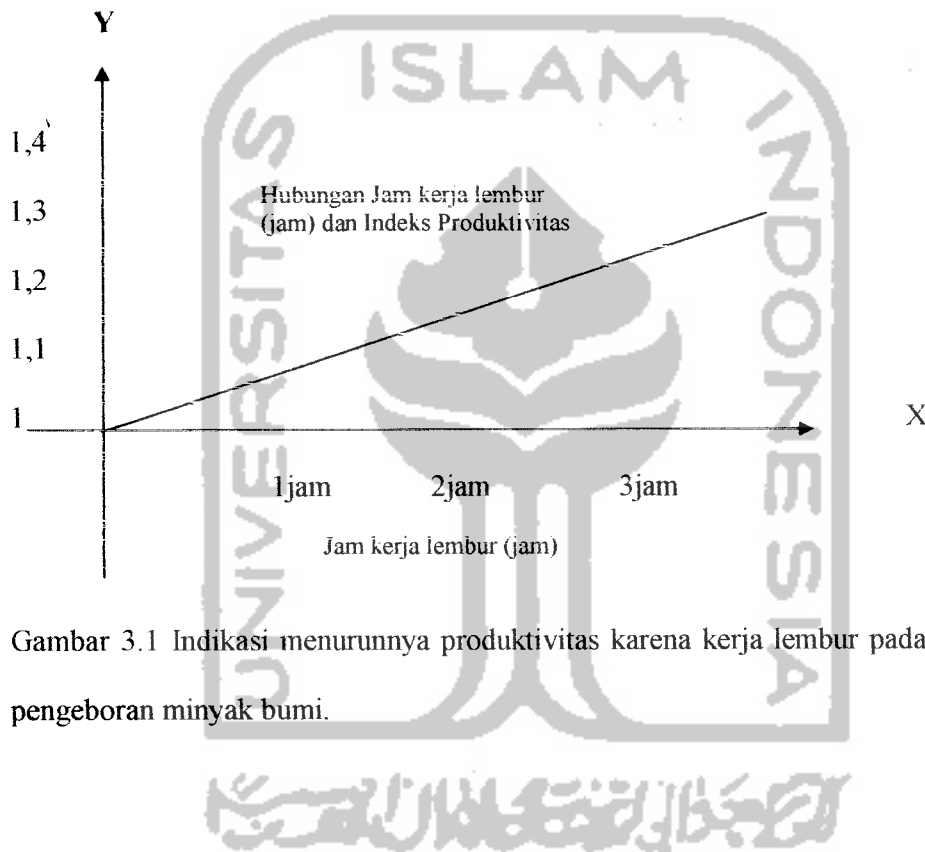 Y
ISLAM
UNIVERSITAS
INDONESIA
1,4
1,3
1,2
1,1
1
Hubungan Jam kerja lembur
(jam) dan Indeks Produktivitas
X
1jam 2jam 3jam
Jam kerja lembur (jam)
Gambar 3.1 Indikasi menurunnya produktivitas karena kerja lembur pada
pengeboran minyak bumi.